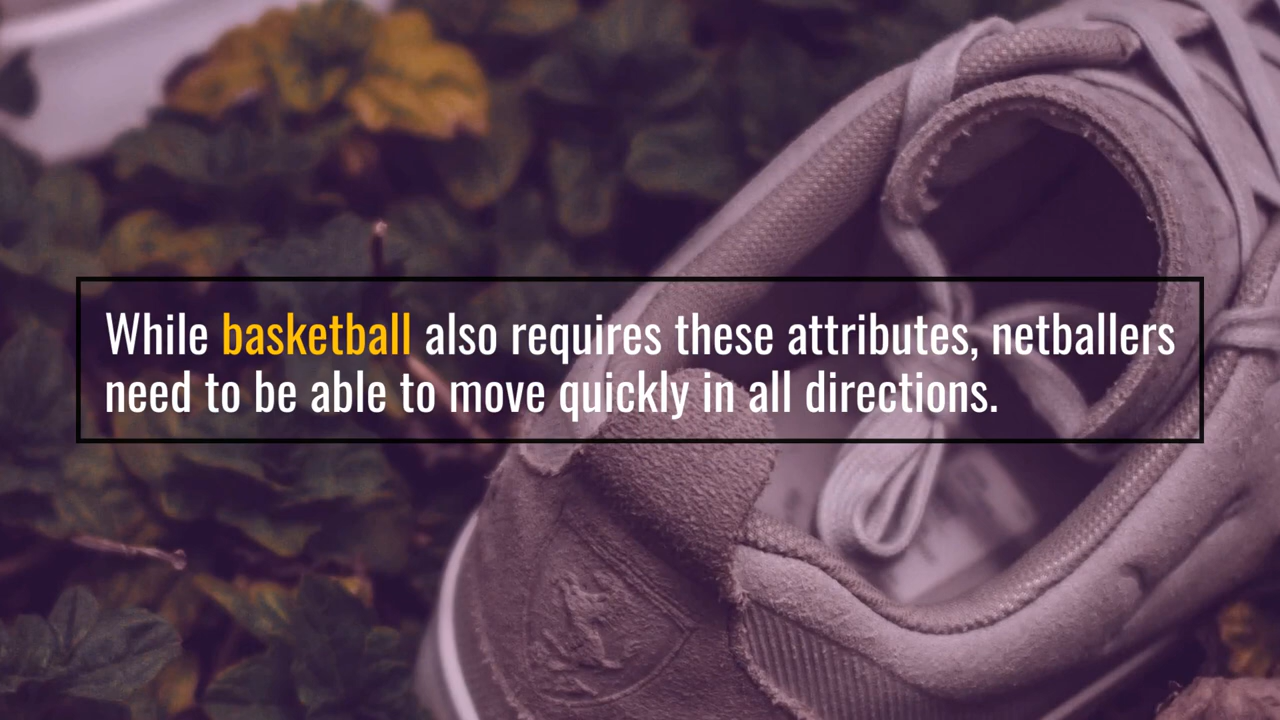 While basketball also requires these attributes, netballers
need to be able to move quickly in all directions.